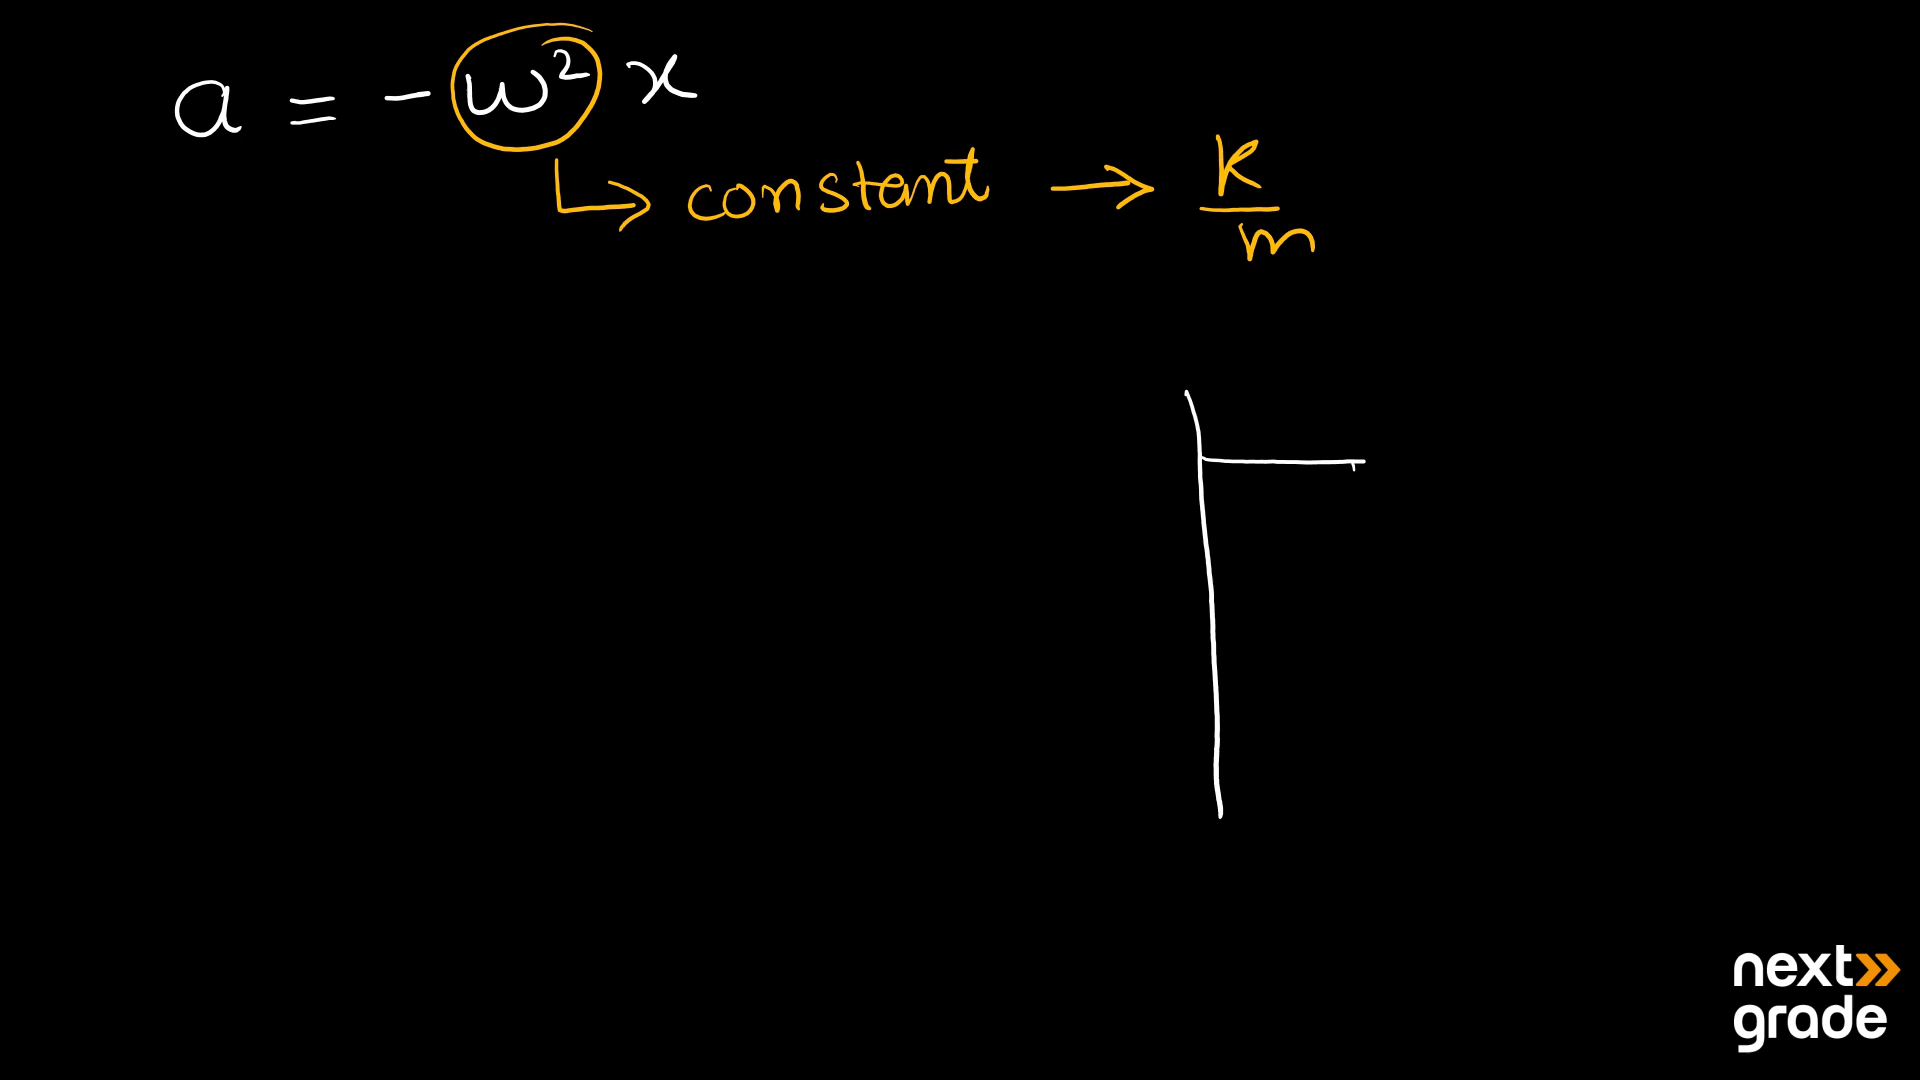 a = - ω² x
↳ constant → k/m
next
grade